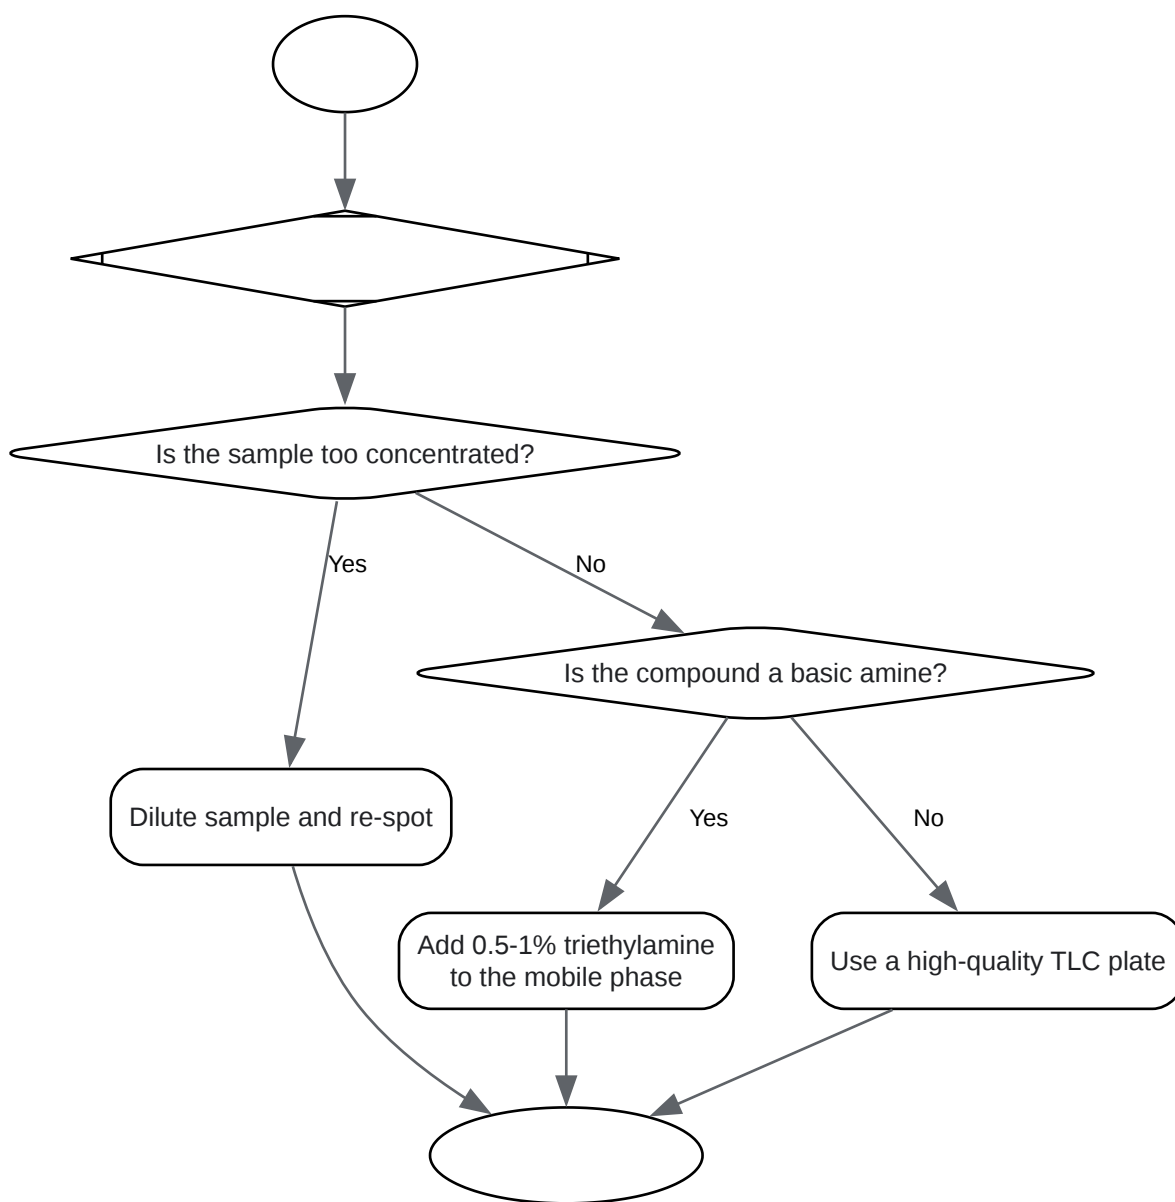 Is the sample too concentrated?
Yes
No
Is the compound a basic amine?
Dilute sample and re-spot
Yes
No
Add 0.5-1% triethylamine
to the mobile phase
Use a high-quality TLC plate